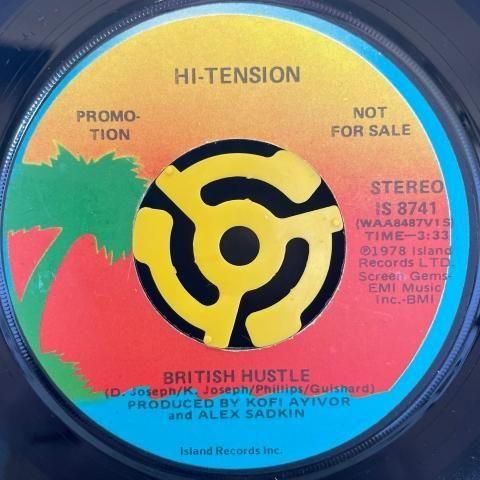 HI-TENSION
PROMO-
TION
NOT
FOR SALE
STEREO
IS 8741
(WAA8487V1S)
TIME—3:33
℗1978 Island
Records LTD.
Screen Gems-
EMI Music
Inc.-BMI
BRITISH HUSTLE
(D. Joseph/K. Joseph/Phillips/Guishard)
PRODUCED BY KOFI AYIVOR
and ALEX SADKIN
Island Records Inc.